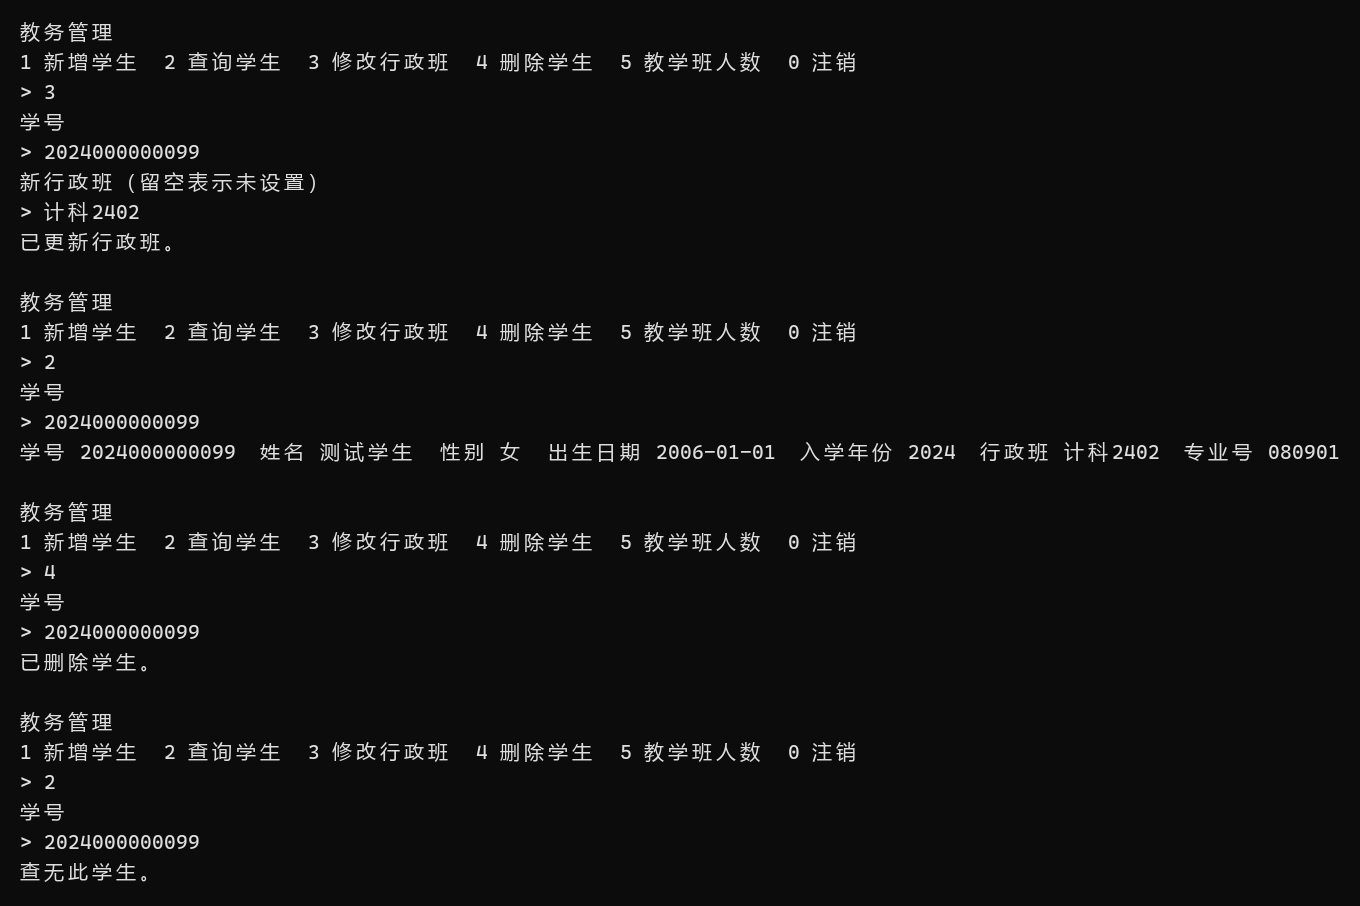 教务管理
1 新增学生  2 查询学生  3 修改行政班  4 删除学生  5 教学班人数  0 注销
> 3
学号
> 2024000000099
新行政班（留空表示未设置）
> 计科2402
已更新行政班。
教务管理
1 新增学生  2 查询学生  3 修改行政班  4 删除学生  5 教学班人数  0 注销
> 2
学号
> 2024000000099
学号 2024000000099  姓名 测试学生  性别 女  出生日期 2006-01-01  入学年份 2024  行政班 计科2402  专业号 080901
教务管理
1 新增学生  2 查询学生  3 修改行政班  4 删除学生  5 教学班人数  0 注销
> 4
学号
> 2024000000099
已删除学生。
教务管理
1 新增学生  2 查询学生  3 修改行政班  4 删除学生  5 教学班人数  0 注销
> 2
学号
> 2024000000099
查无此学生。